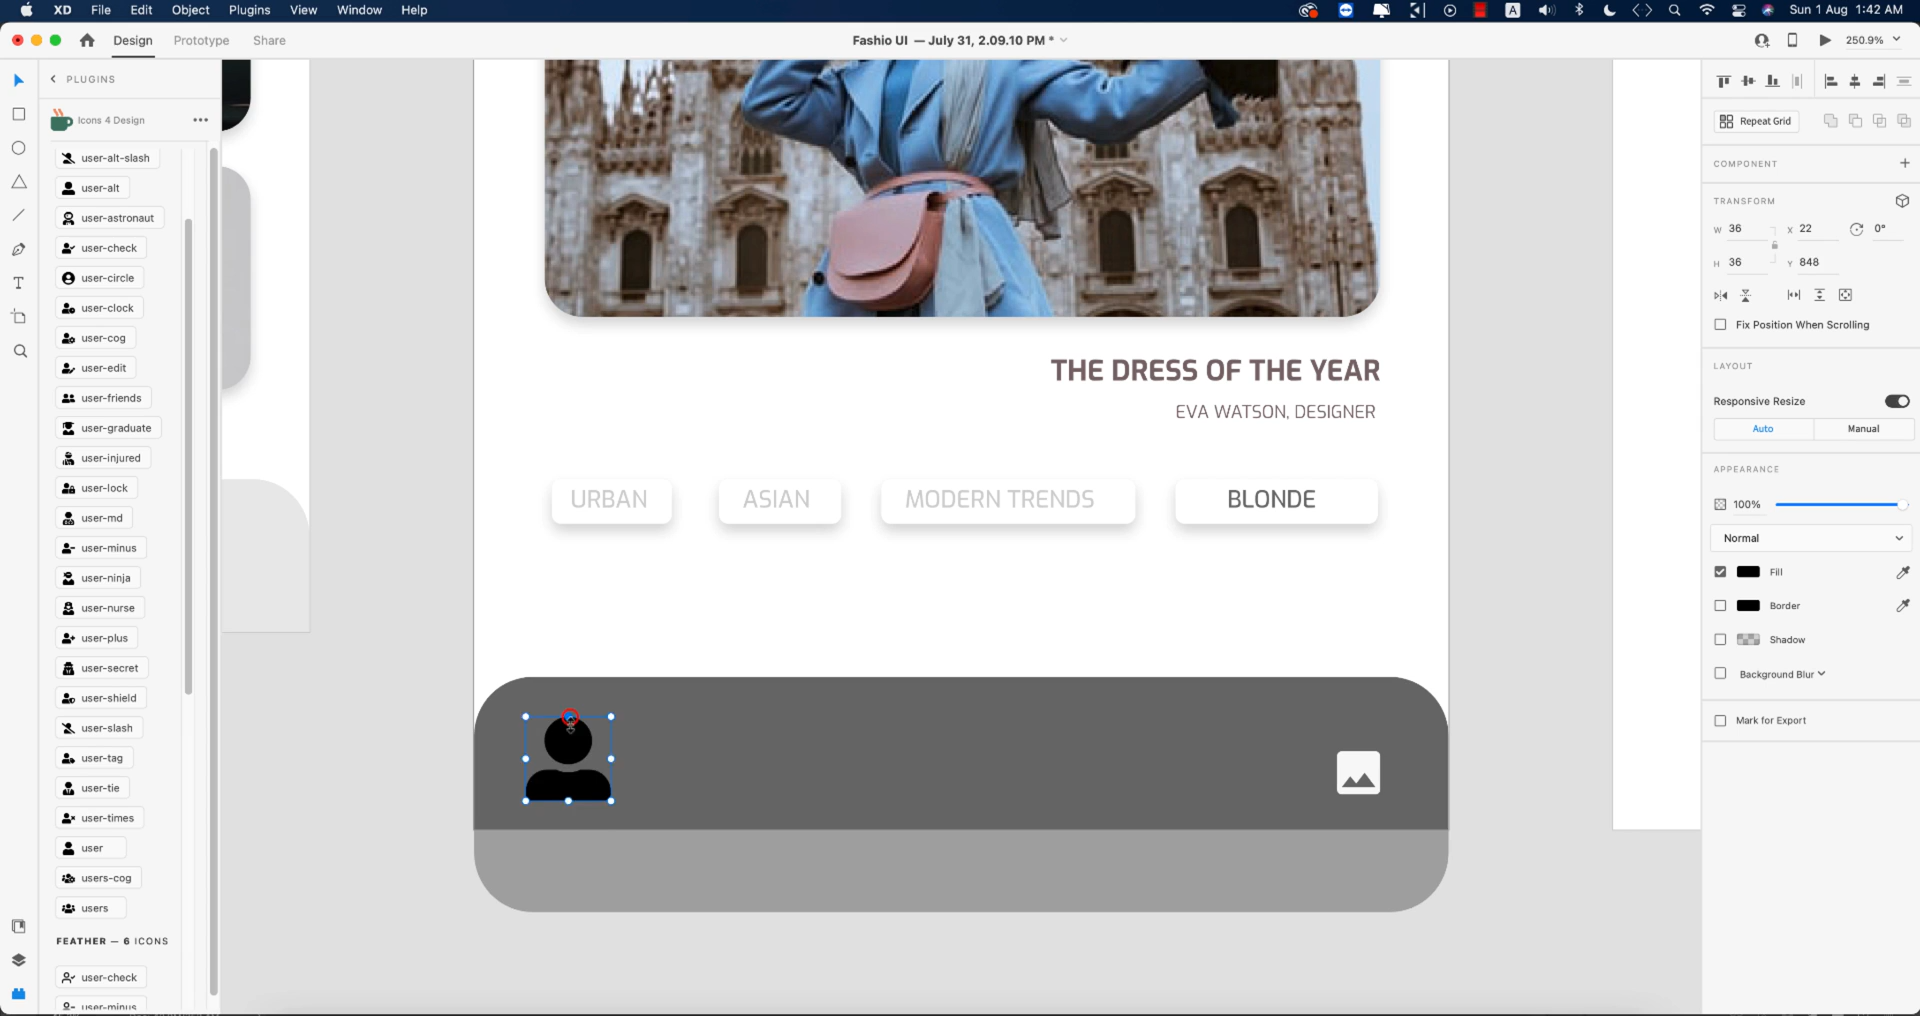 XD File Edit Object Plugins View Window Help
A Sun 1 Aug 1:42 AM
Design Prototype Share
Fashio UI — July 31, 2.09.10 PM *
250.9%
PLUGINS
Icons 4 Design
user-alt-slash
user-alt
user-astronaut
user-check
user-circle
user-clock
user-cog
user-edit
user-friends
user-graduate
user-injured
user-lock
user-md
user-minus
user-ninja
user-nurse
user-plus
user-secret
user-shield
user-slash
user-tag
user-tie
user-times
user
users-cog
users
FEATHER — 6 ICONS
user-check
user-minus
THE DRESS OF THE YEAR
EVA WATSON, DESIGNER
URBAN
ASIAN
MODERN TRENDS
BLONDE
Repeat Grid
COMPONENT
TRANSFORM
W 36 X 22 0°
H 36 Y 848
Fix Position When Scrolling
LAYOUT
Responsive Resize
Auto Manual
APPEARANCE
100%
Normal
Fill
Border
Shadow
Background Blur
Mark for Export